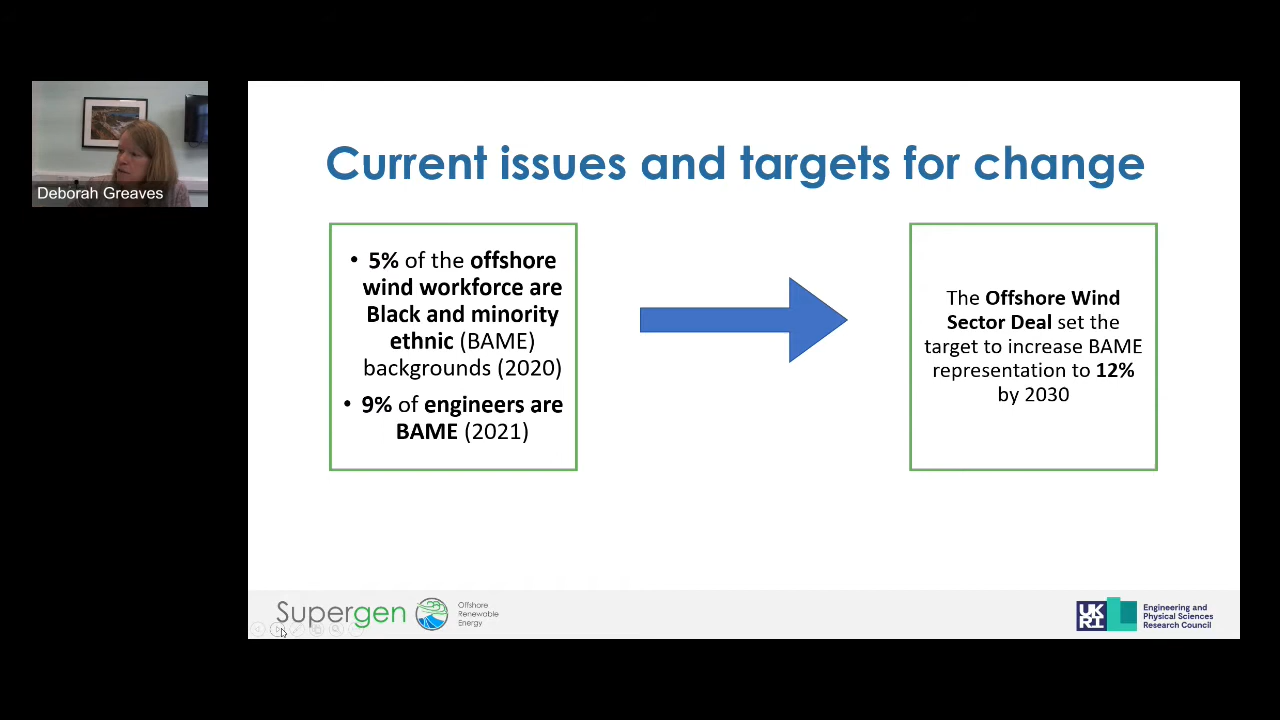 Deborah Greaves
Current issues and targets for change
• 5% of the offshore
wind workforce are
Black and minority
ethnic (BAME)
backgrounds (2020)
• 9% of engineers are
BAME (2021)
The Offshore Wind
Sector Deal set the
target to increase BAME
representation to 12%
by 2030
Supergen
Offshore
Renewable
Energy
UK
RI
Engineering and
Physical Sciences
Research Council